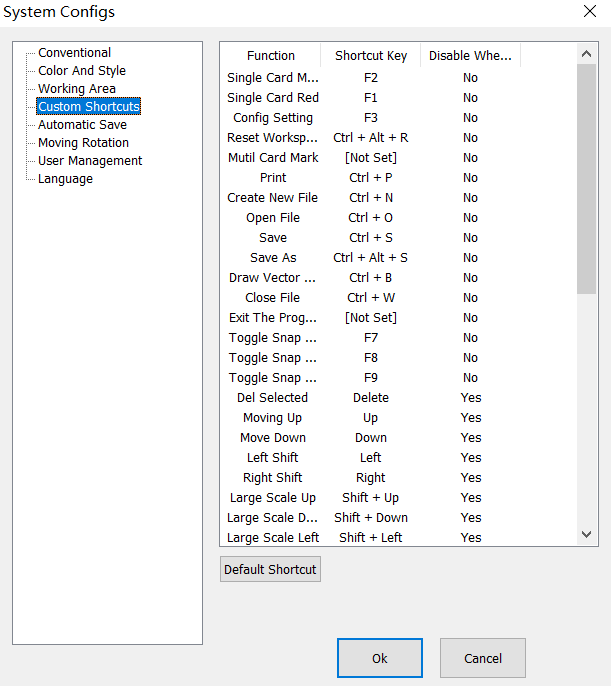 System Configs
Conventional
Color And Style
Working Area
Custom Shortcuts
Automatic Save
Moving Rotation
User Management
Language
Function Shortcut Key Disable Whe...
Single Card M... F2 No
Single Card Red F1 No
Config Setting F3 No
Reset Worksp... Ctrl + Alt + R No
Mutil Card Mark [Not Set] No
Print Ctrl + P No
Create New File Ctrl + N No
Open File Ctrl + O No
Save Ctrl + S No
Save As Ctrl + Alt + S No
Draw Vector ... Ctrl + B No
Close File Ctrl + W No
Exit The Prog... [Not Set] No
Toggle Snap ... F7 No
Toggle Snap ... F8 No
Toggle Snap ... F9 No
Del Selected Delete Yes
Moving Up Up Yes
Move Down Down Yes
Left Shift Left Yes
Right Shift Right Yes
Large Scale Up Shift + Up Yes
Large Scale D... Shift + Down Yes
Large Scale Left Shift + Left Yes
Default Shortcut
Ok Cancel